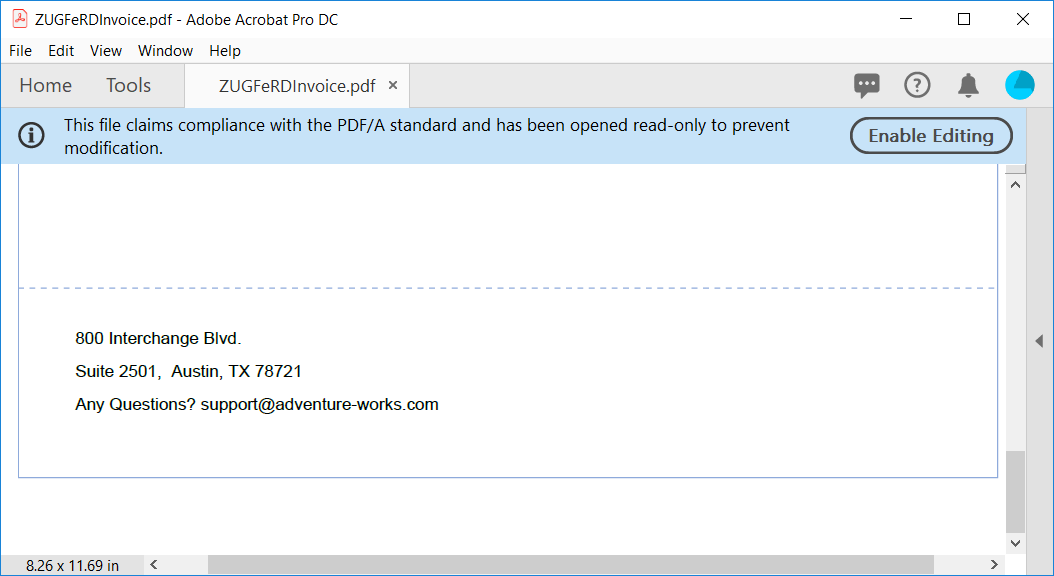 ZUGFeRDInvoice.pdf - Adobe Acrobat Pro DC
File Edit View Window Help
Home Tools ZUGFeRDInvoice.pdf ×
This file claims compliance with the PDF/A standard and has been opened read-only to prevent
modification.
Enable Editing
800 Interchange Blvd.
Suite 2501,  Austin, TX 78721
Any Questions? support@adventure-works.com
8.26 x 11.69 in